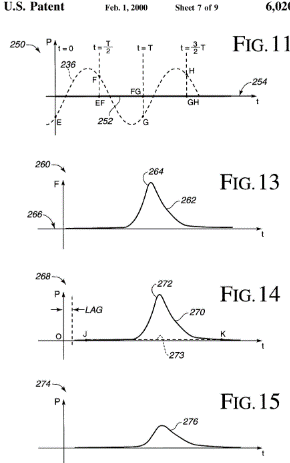 U.S. Patent Feb. 1, 2000 Sheet 7 of 9 6,020
FIG. 11
250 P t=0 t=T/2 t=T t=3/2 T
236 F H 254
EF FG GH t
E 252 G
FIG. 13
260 F 264
266 262
t
FIG. 14
268 P 272
LAG 270
O J K
273 t
FIG. 15
274 P
276
t